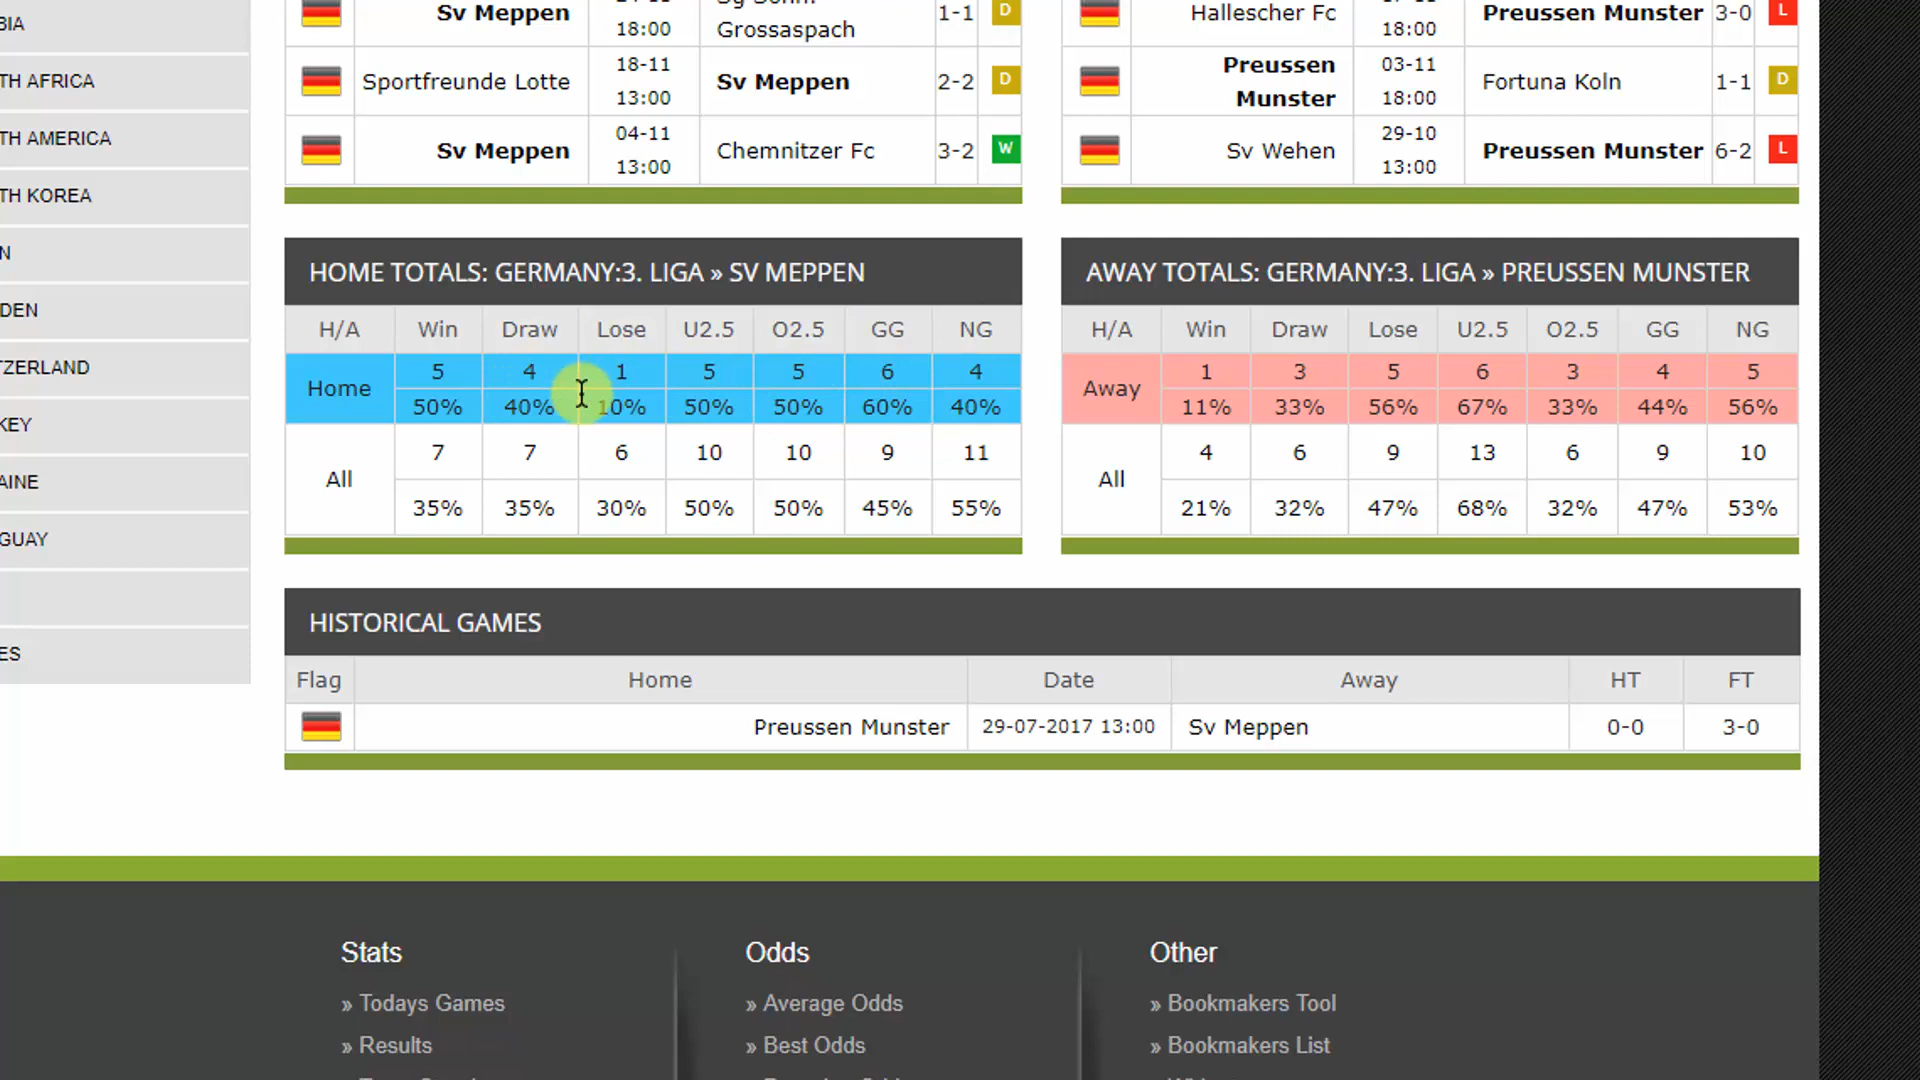 BIA
TH AFRICA
TH AMERICA
TH KOREA
N
DEN
TZERLAND
KEY
AINE
GUAY
ES
Sv Meppen 18:00 Grossaspach 1-1 D
Sportfreunde Lotte 18-11 13:00 Sv Meppen 2-2 D
Sv Meppen 04-11 13:00 Chemnitzer Fc 3-2 W
Hallescher Fc 18:00 Preussen Munster 3-0 L
Preussen Munster 03-11 18:00 Fortuna Koln 1-1 D
Sv Wehen 29-10 13:00 Preussen Munster 6-2 L
HOME TOTALS: GERMANY:3. LIGA » SV MEPPEN
H/A Win Draw Lose U2.5 O2.5 GG NG
Home 5 4 1 5 5 6 4
50% 40% 10% 50% 50% 60% 40%
All 7 7 6 10 10 9 11
35% 35% 30% 50% 50% 45% 55%
AWAY TOTALS: GERMANY:3. LIGA » PREUSSEN MUNSTER
H/A Win Draw Lose U2.5 O2.5 GG NG
Away 1 3 5 6 3 4 5
11% 33% 56% 67% 33% 44% 56%
All 4 6 9 13 6 9 10
21% 32% 47% 68% 32% 47% 53%
HISTORICAL GAMES
Flag Home Date Away HT FT
Preussen Munster 29-07-2017 13:00 Sv Meppen 0-0 3-0
Stats
» Todays Games
» Results
Odds
» Average Odds
» Best Odds
Other
» Bookmakers Tool
» Bookmakers List